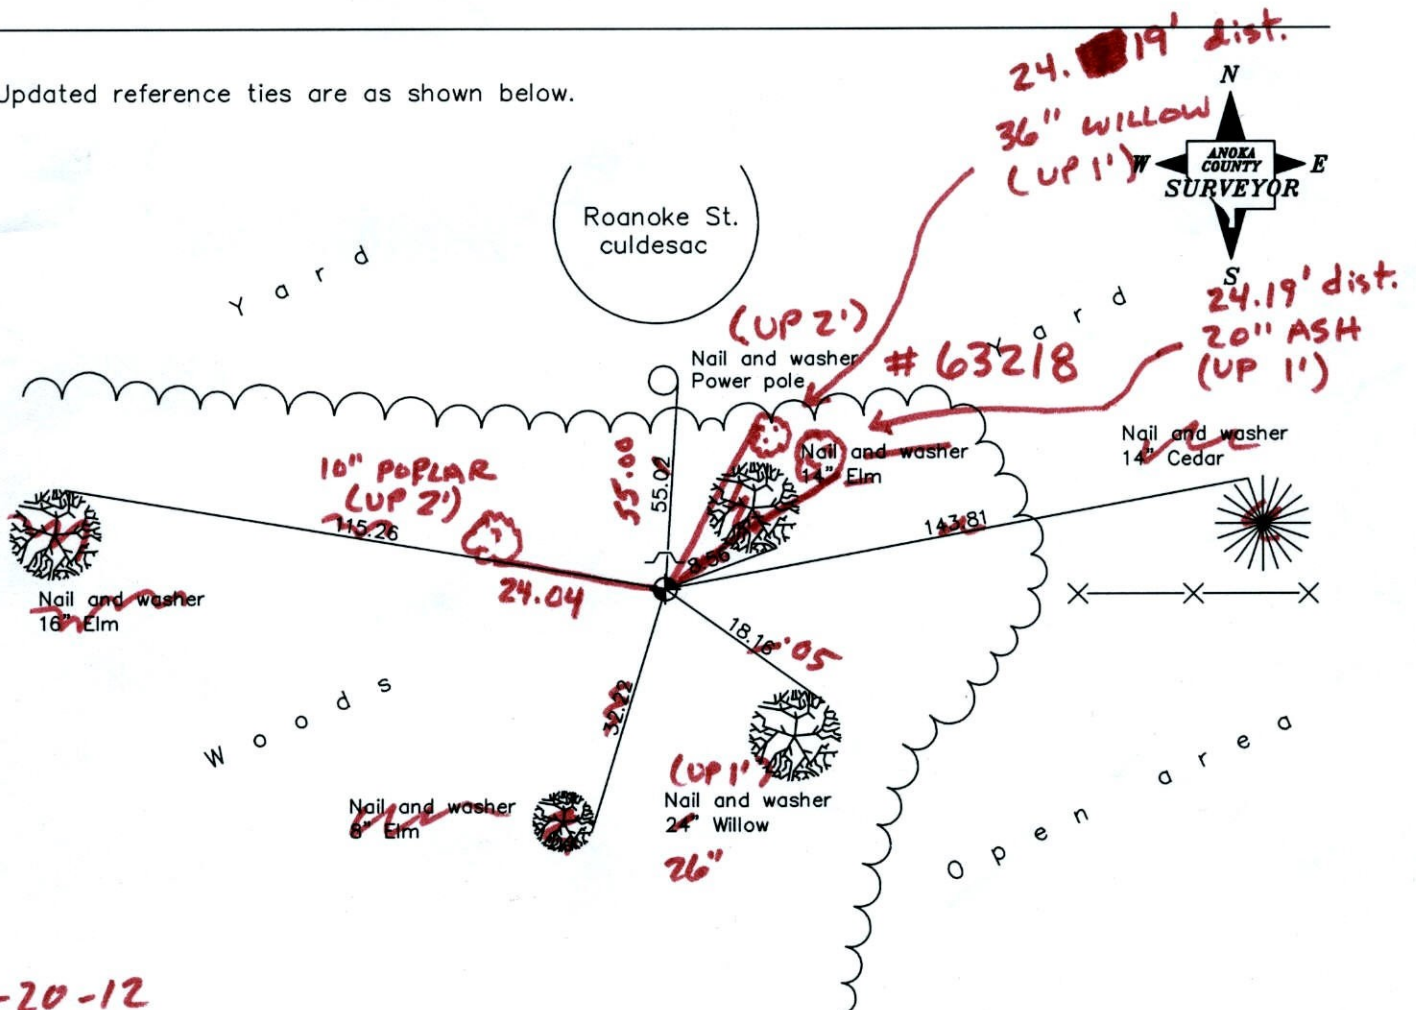 24. 19' dist.
N
Updated reference ties are as shown below.
36" WILLOW
(UP 1')
W
ANOKA
COUNTY
E
SURVEYOR
Roanoke St.
culdesac
S
Yard
Yard
24.19' dist.
20" ASH
(UP 1')
(UP 2')
Nail and washer
Power pole
# 63218
Nail and washer
14" Cedar
Nail and washer
14" Elm
10" POPLAR
(UP 2')
55.00
55.02
115.26
143.81
8.56
24.04
Nail and washer
16" Elm
18.16
.05
Woods
32.22
(UP 1')
Nail and washer
8" Elm
Nail and washer
24" Willow
26"
Open area
-20-12